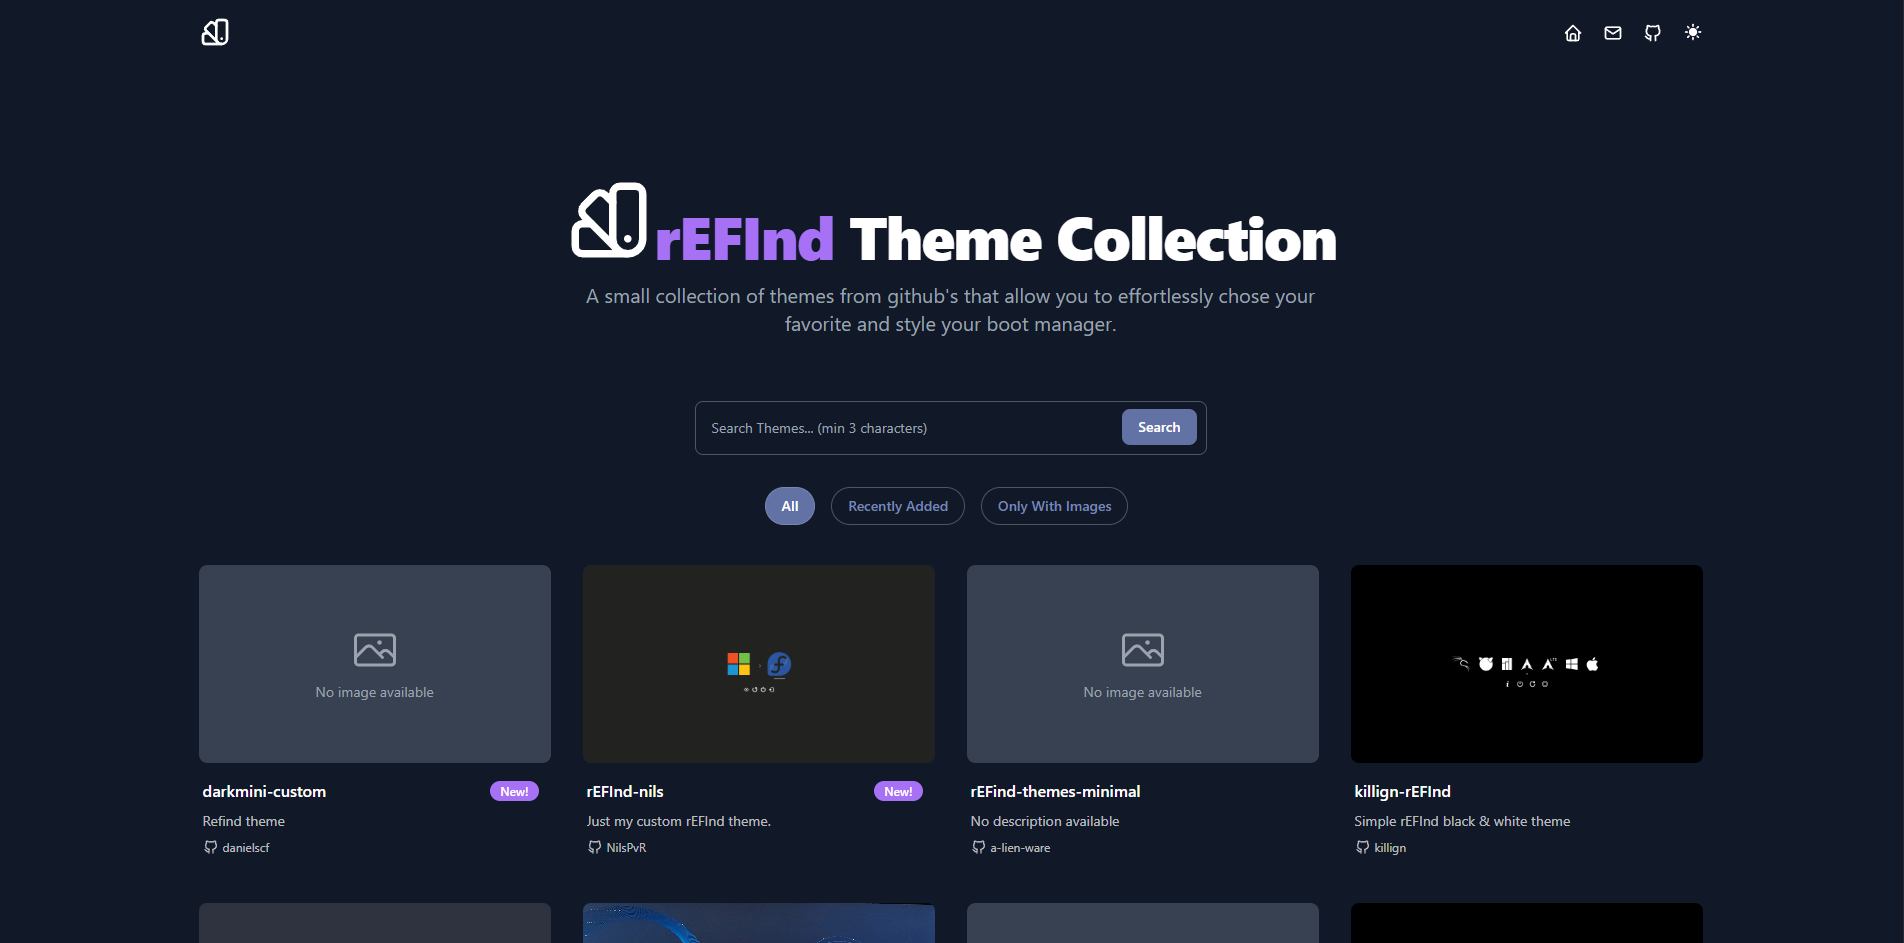 rEFInd Theme Collection
A small collection of themes from github's that allow you to effortlessly chose your
favorite and style your boot manager.
Search Themes... (min 3 characters)
Search
All
Recently Added
Only With Images
No image available
No image available
darkmini-custom
New!
Refind theme
danielscf
rEFInd-nils
New!
Just my custom rEFInd theme.
NilsPvR
rEFind-themes-minimal
No description available
a-lien-ware
killign-rEFInd
Simple rEFInd black & white theme
killign